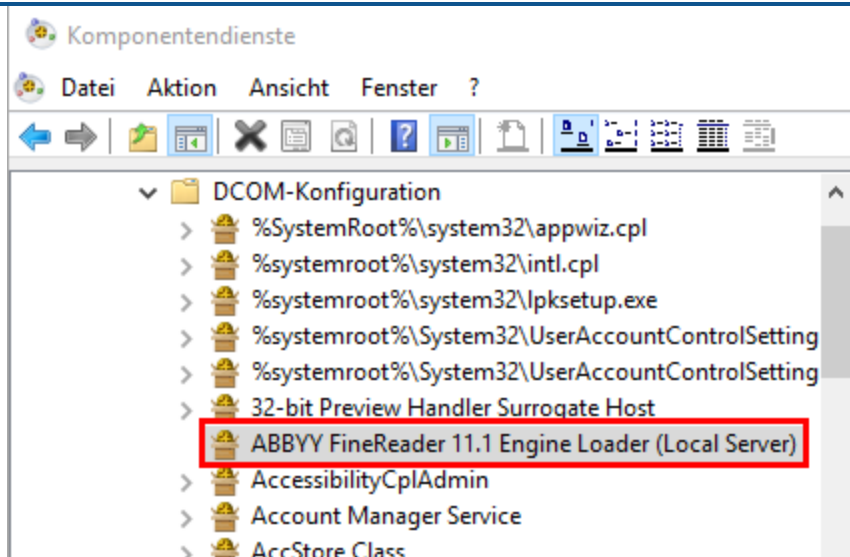 Komponentendienste
Datei Aktion Ansicht Fenster ?
DCOM-Konfiguration
%SystemRoot%\system32\appwiz.cpl
%systemroot%\system32\intl.cpl
%systemroot%\system32\lpksetup.exe
%systemroot%\System32\UserAccountControlSetting
%systemroot%\System32\UserAccountControlSetting
32-bit Preview Handler Surrogate Host
ABBYY FineReader 11.1 Engine Loader (Local Server)
AccessibilityCplAdmin
Account Manager Service
AccStore Class